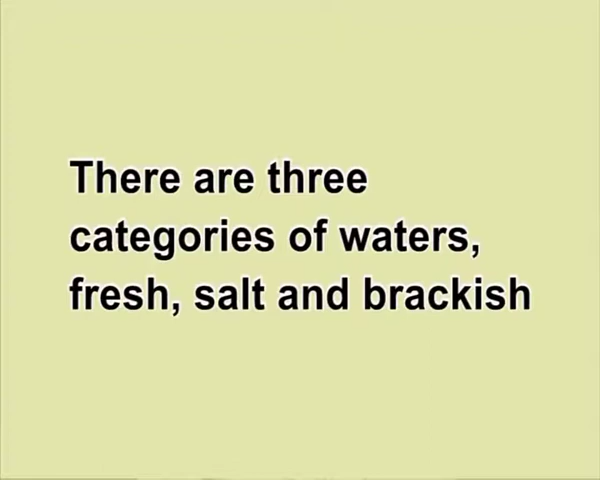 There are three
categories of waters,
fresh, salt and brackish